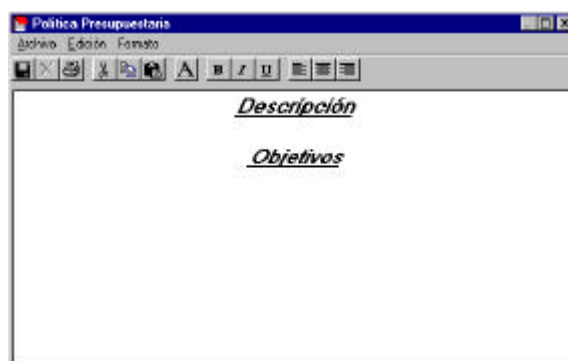 Política Presupuestaria
Archivo Edición Formato
A B I U
Descripción
Objetivos